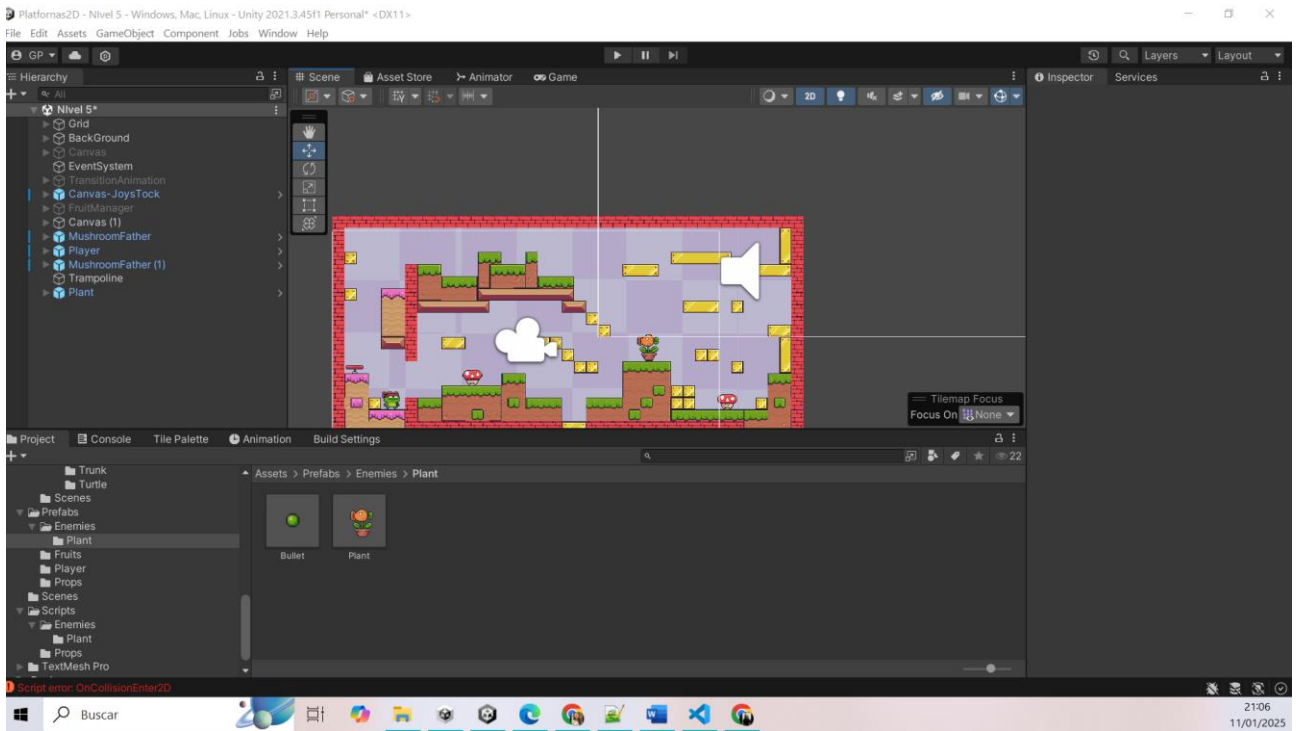 Platfornas2D - NIvel 5 - Windows, Mac, Linux - Unity 2021.3.45f1 Personal* <DX11>
File Edit Assets GameObject Component Jobs Window Help
GP
Layers
Layout
Hierarchy
Scene
Asset Store
Animator
Game
Inspector
Services
All
2D
NIvel 5*
Grid
BackGround
Canvas
EventSystem
TransitionAnimation
Canvas-JoysTock
FruitManager
Canvas (1)
MushroomFather
Player
MushroomFather (1)
Trampoline
Plant
Tilemap Focus
Focus On None
Project
Console
Tile Palette
Animation
Build Settings
22
Trunk
Turtle
Scenes
Prefabs
Enemies
Plant
Fruits
Player
Props
Scenes
Scripts
Enemies
Plant
Props
TextMesh Pro
Assets > Prefabs > Enemies > Plant
Bullet
Plant
Script error: OnCollisionEnter2D
Buscar
21:06
11/01/2025